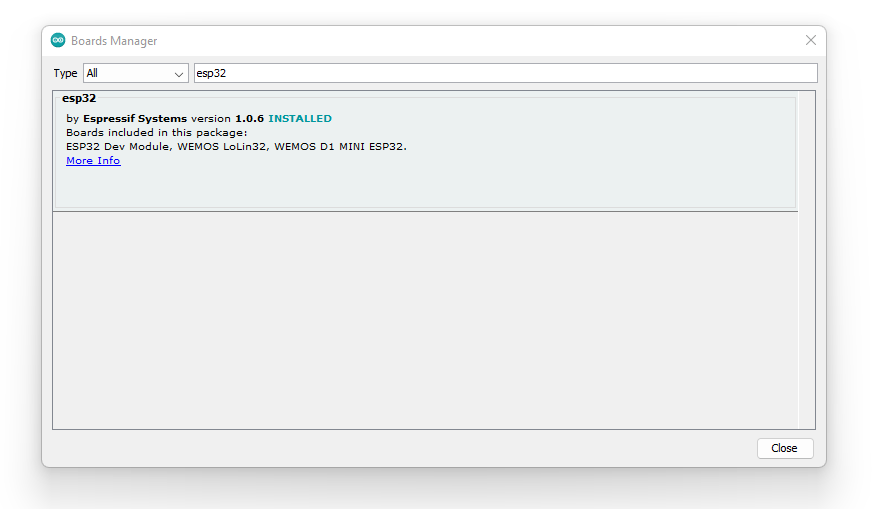 Boards Manager
Type All esp32
esp32
by Espressif Systems version 1.0.6 INSTALLED
Boards included in this package:
ESP32 Dev Module, WEMOS LoLin32, WEMOS D1 MINI ESP32.
More Info
Close